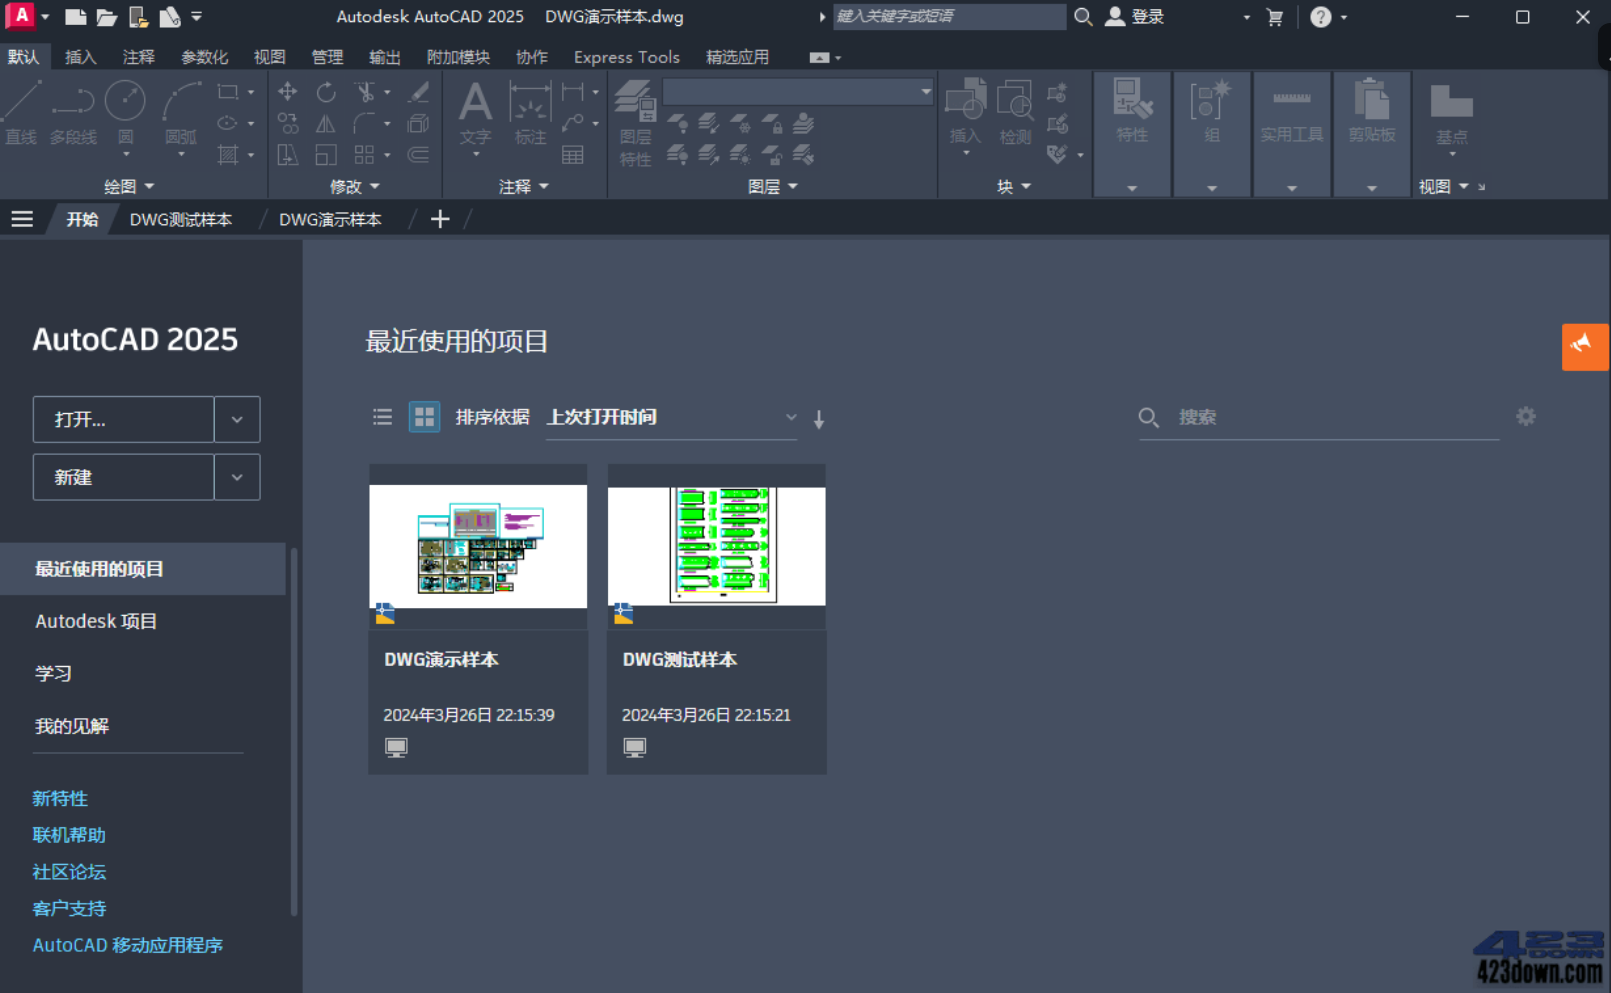 A
Autodesk AutoCAD 2025 DWG演示样本.dwg
键入关键字或短语
登录
默认 插入 注释 参数化 视图 管理 输出 附加模块 协作 Express Tools 精选应用
直线 多段线 圆 圆弧
文字 标注
图层
特性
插入 检测
特性 组 实用工具 剪贴板 基点
绘图 修改 注释 图层 块 视图
开始 DWG测试样本 DWG演示样本
AutoCAD 2025
打开...
新建
最近使用的项目
Autodesk 项目
学习
我的见解
新特性
联机帮助
社区论坛
客户支持
AutoCAD 移动应用程序
最近使用的项目
排序依据 上次打开时间
搜索
DWG演示样本
2024年3月26日 22:15:39
DWG测试样本
2024年3月26日 22:15:21
423
DOWN
423down.com